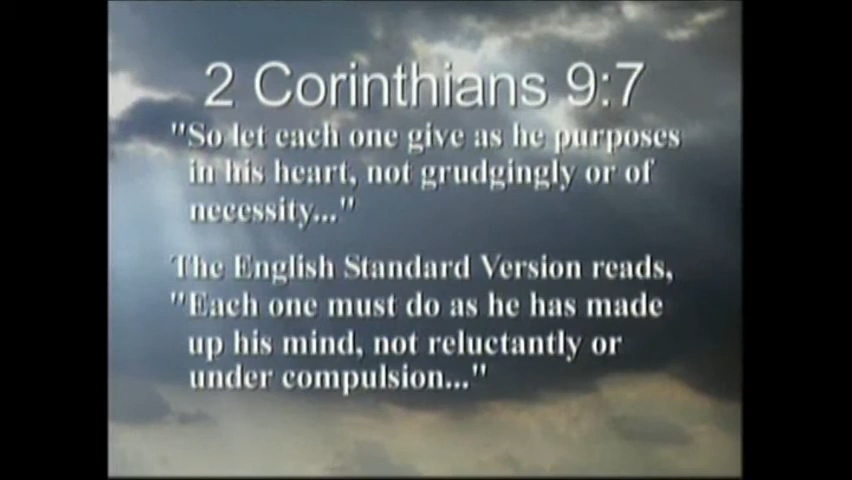 2 Corinthians 9:7
"So let each one give as he purposes
in his heart, not grudgingly or of
necessity..."
The English Standard Version reads,
"Each one must do as he has made
up his mind, not reluctantly or
under compulsion..."